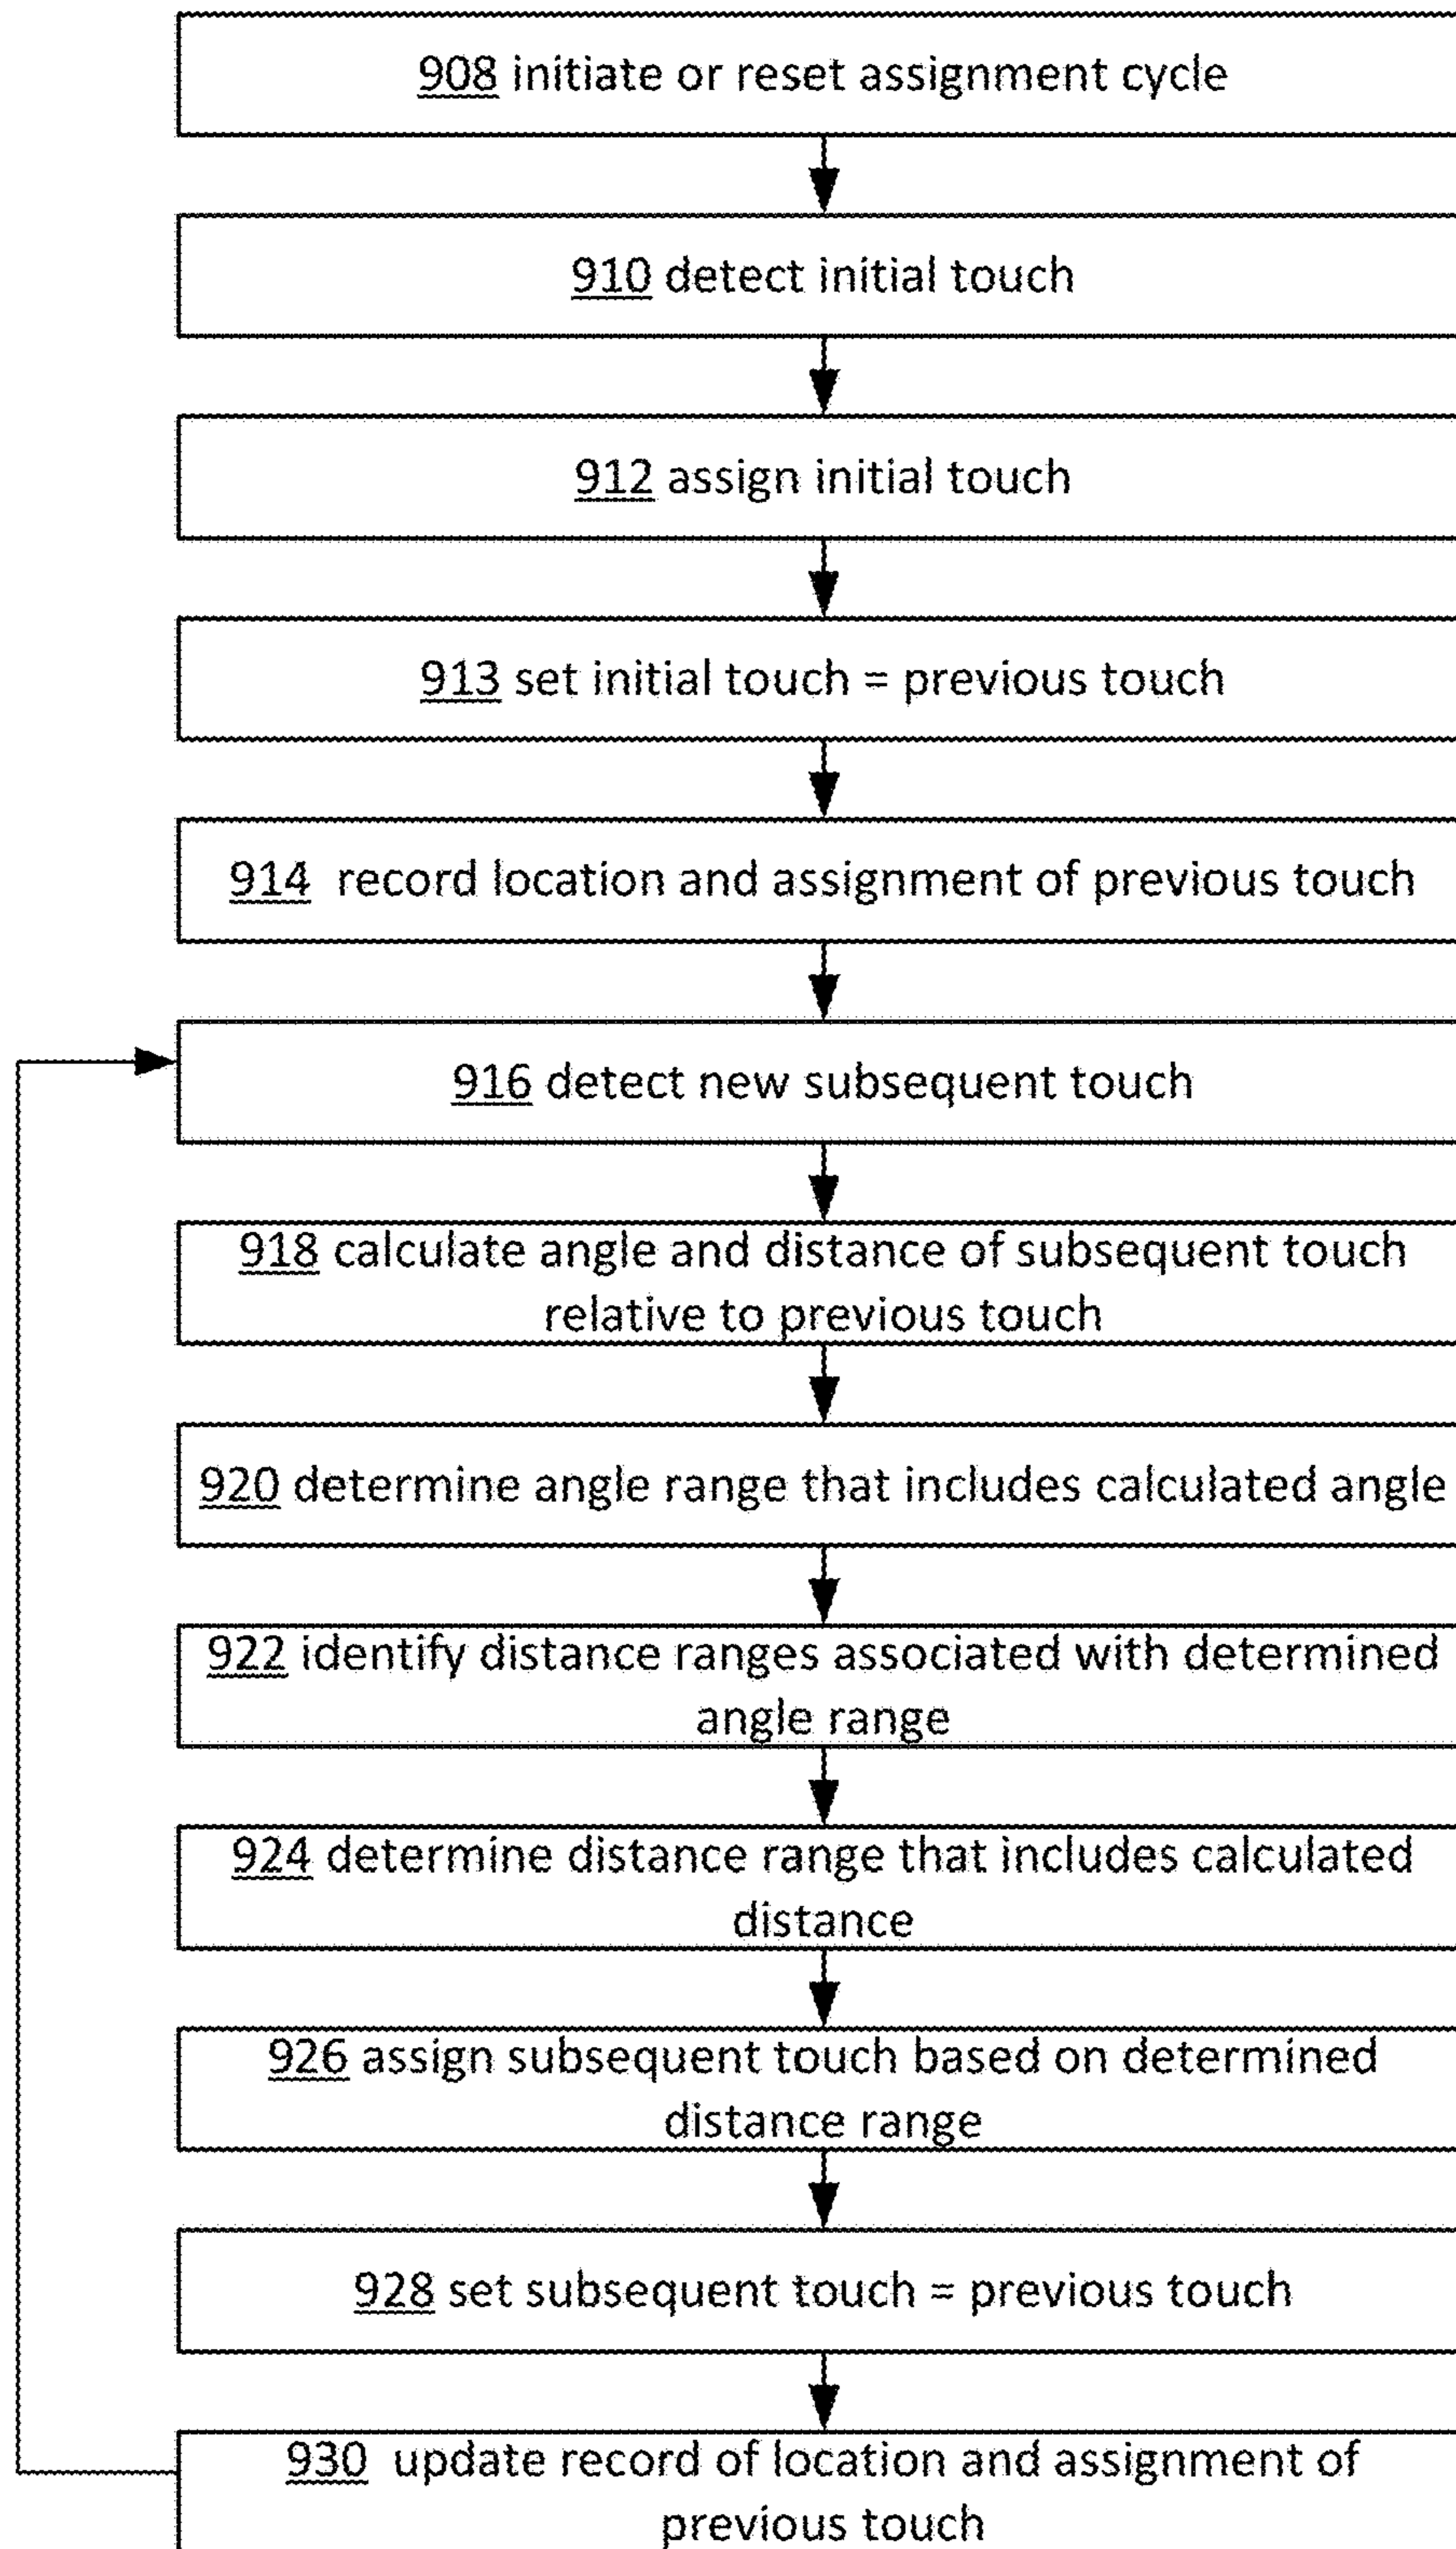 908 initiate or reset assignment cycle
910 detect initial touch
912 assign initial touch
913 set initial touch = previous touch
914 record location and assignment of previous touch
916 detect new subsequent touch
918 calculate angle and distance of subsequent touch
relative to previous touch
920 determine angle range that includes calculated angle
922 identify distance ranges associated with determined
angle range
924 determine distance range that includes calculated
distance
926 assign subsequent touch based on determined
distance range
928 set subsequent touch = previous touch
930 update record of location and assignment of
previous touch